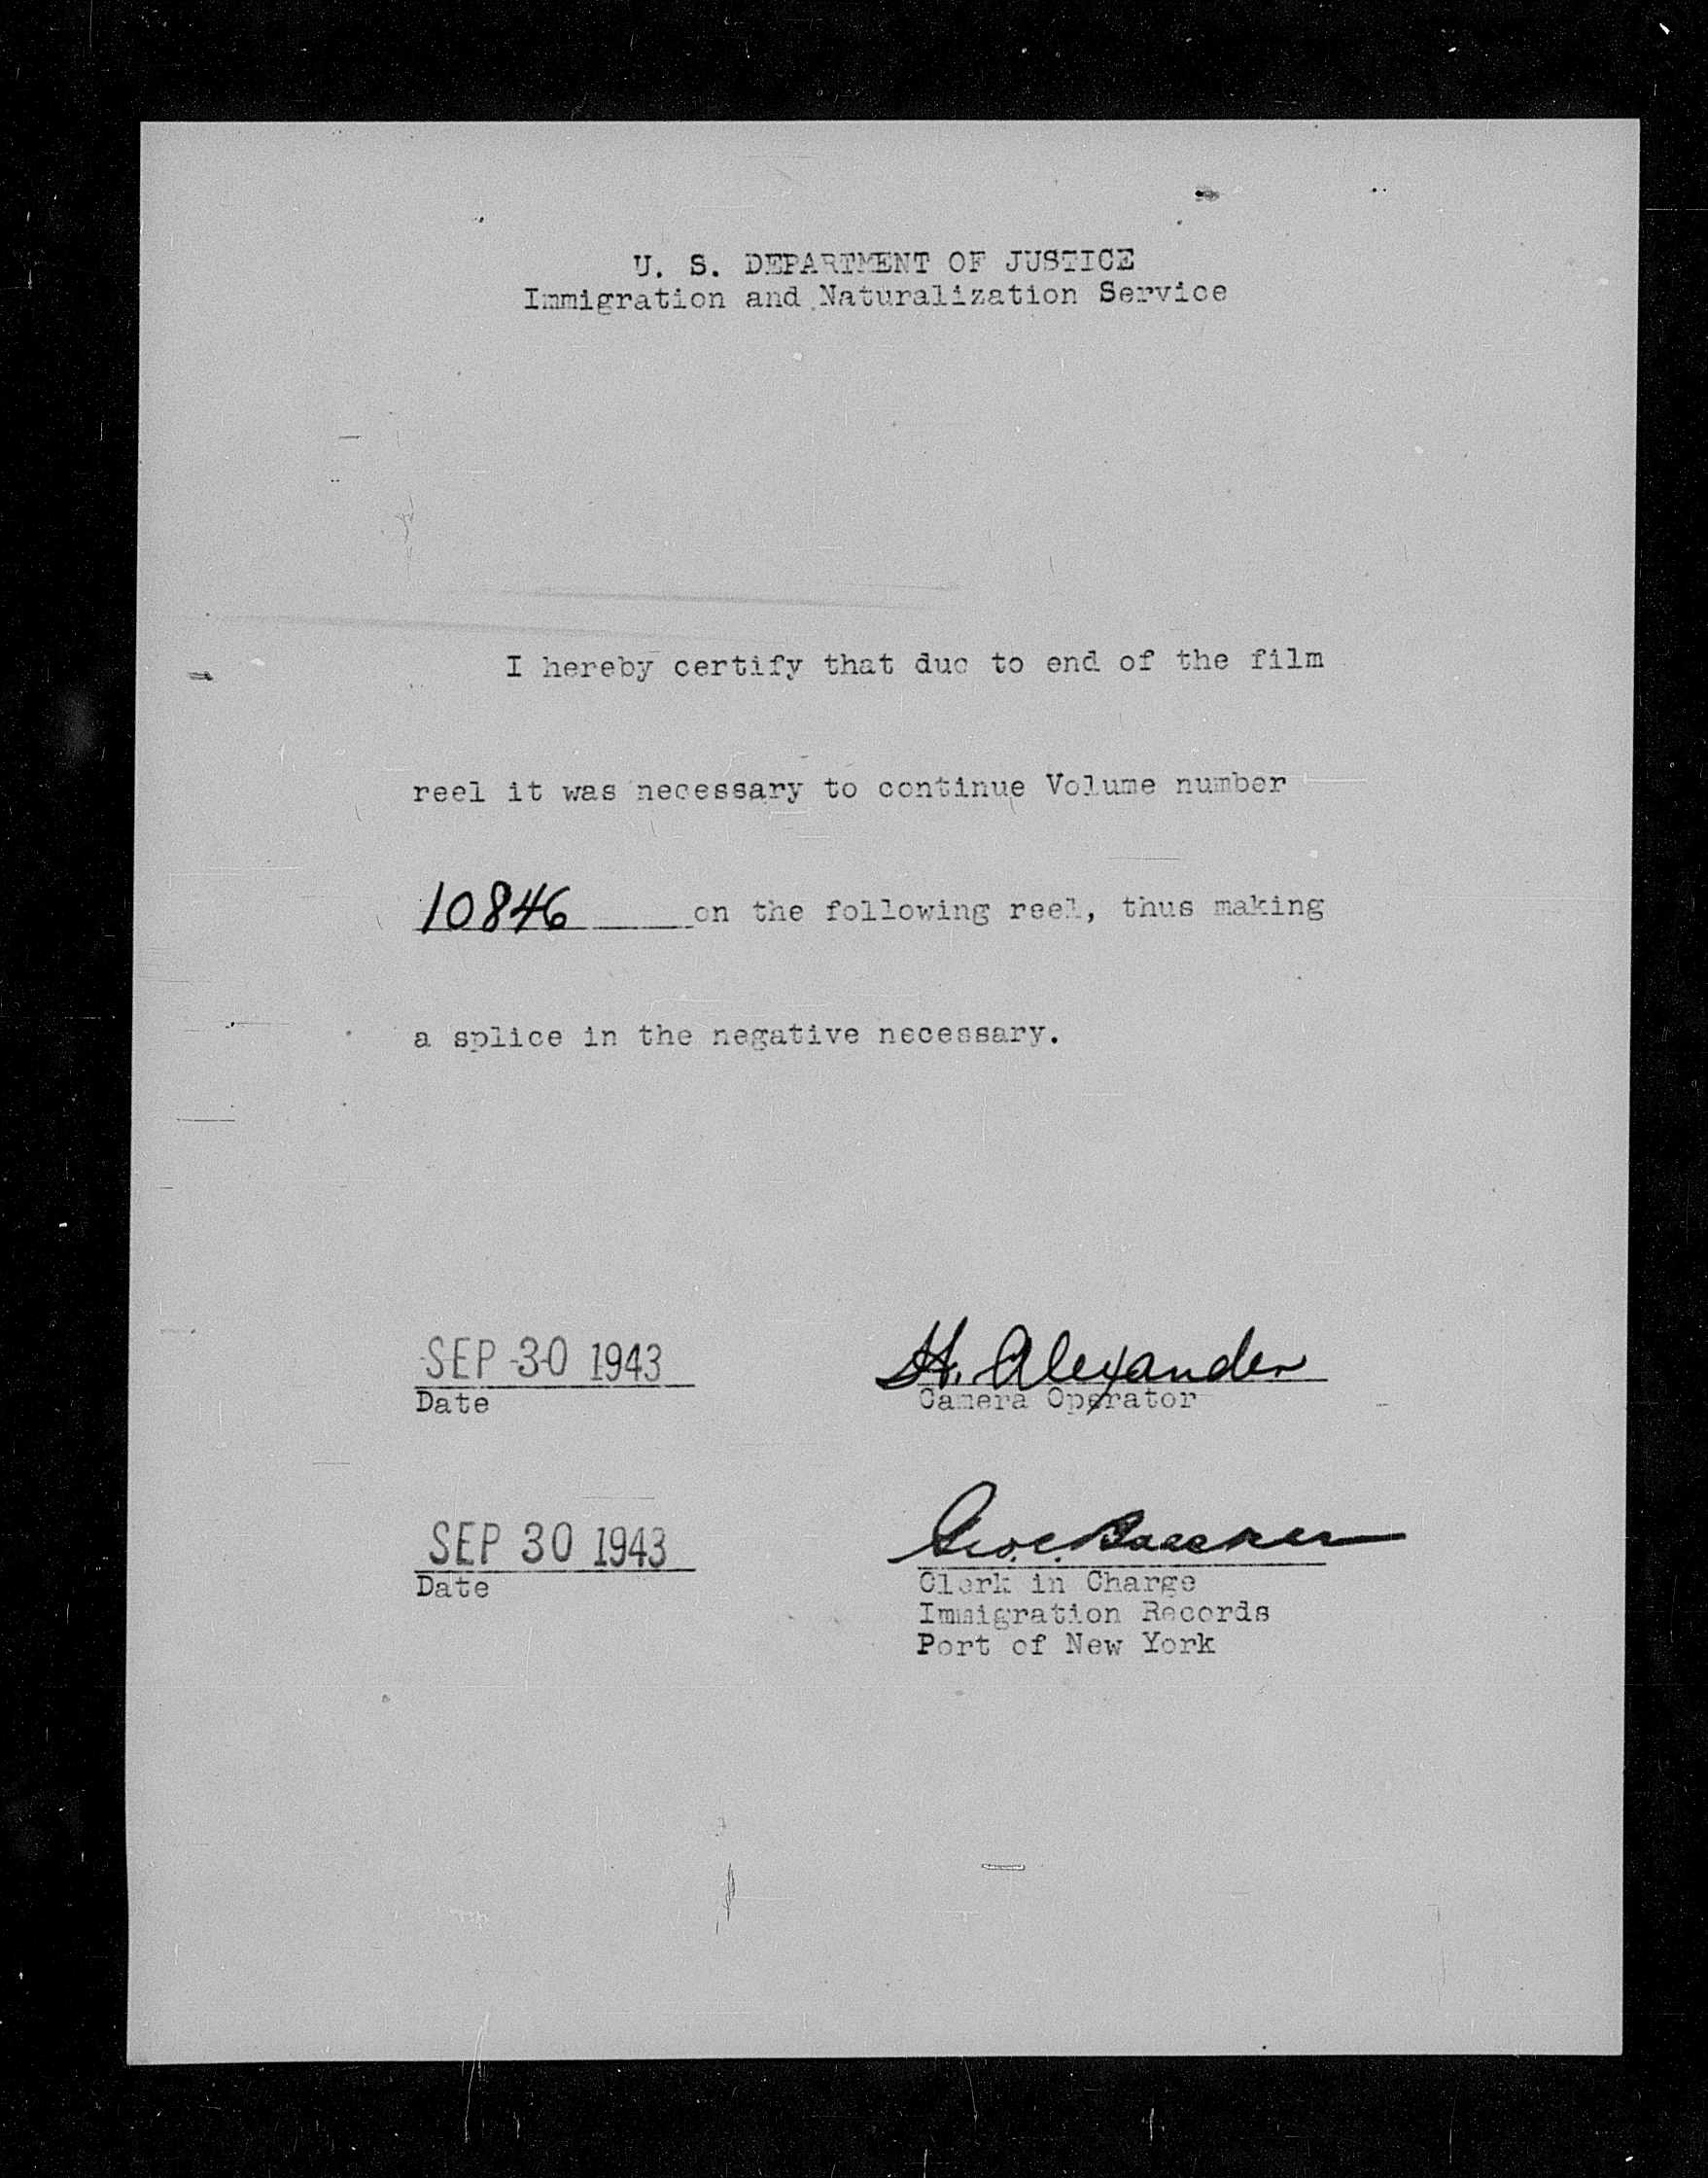 U. S. DEPARTMENT OF JUSTICE
Immigration and Naturalization Service
I hereby certify that due to end of the film
reel it was necessary to continue Volume number
10846 on the following reel, thus making
a splice in the negative necessary.
SEP 30 1943 H. Alexander
Date Camera Operator
SEP 30 1943 Geo. C.
Date Clerk in Charge
Immigration Records
Port of New York